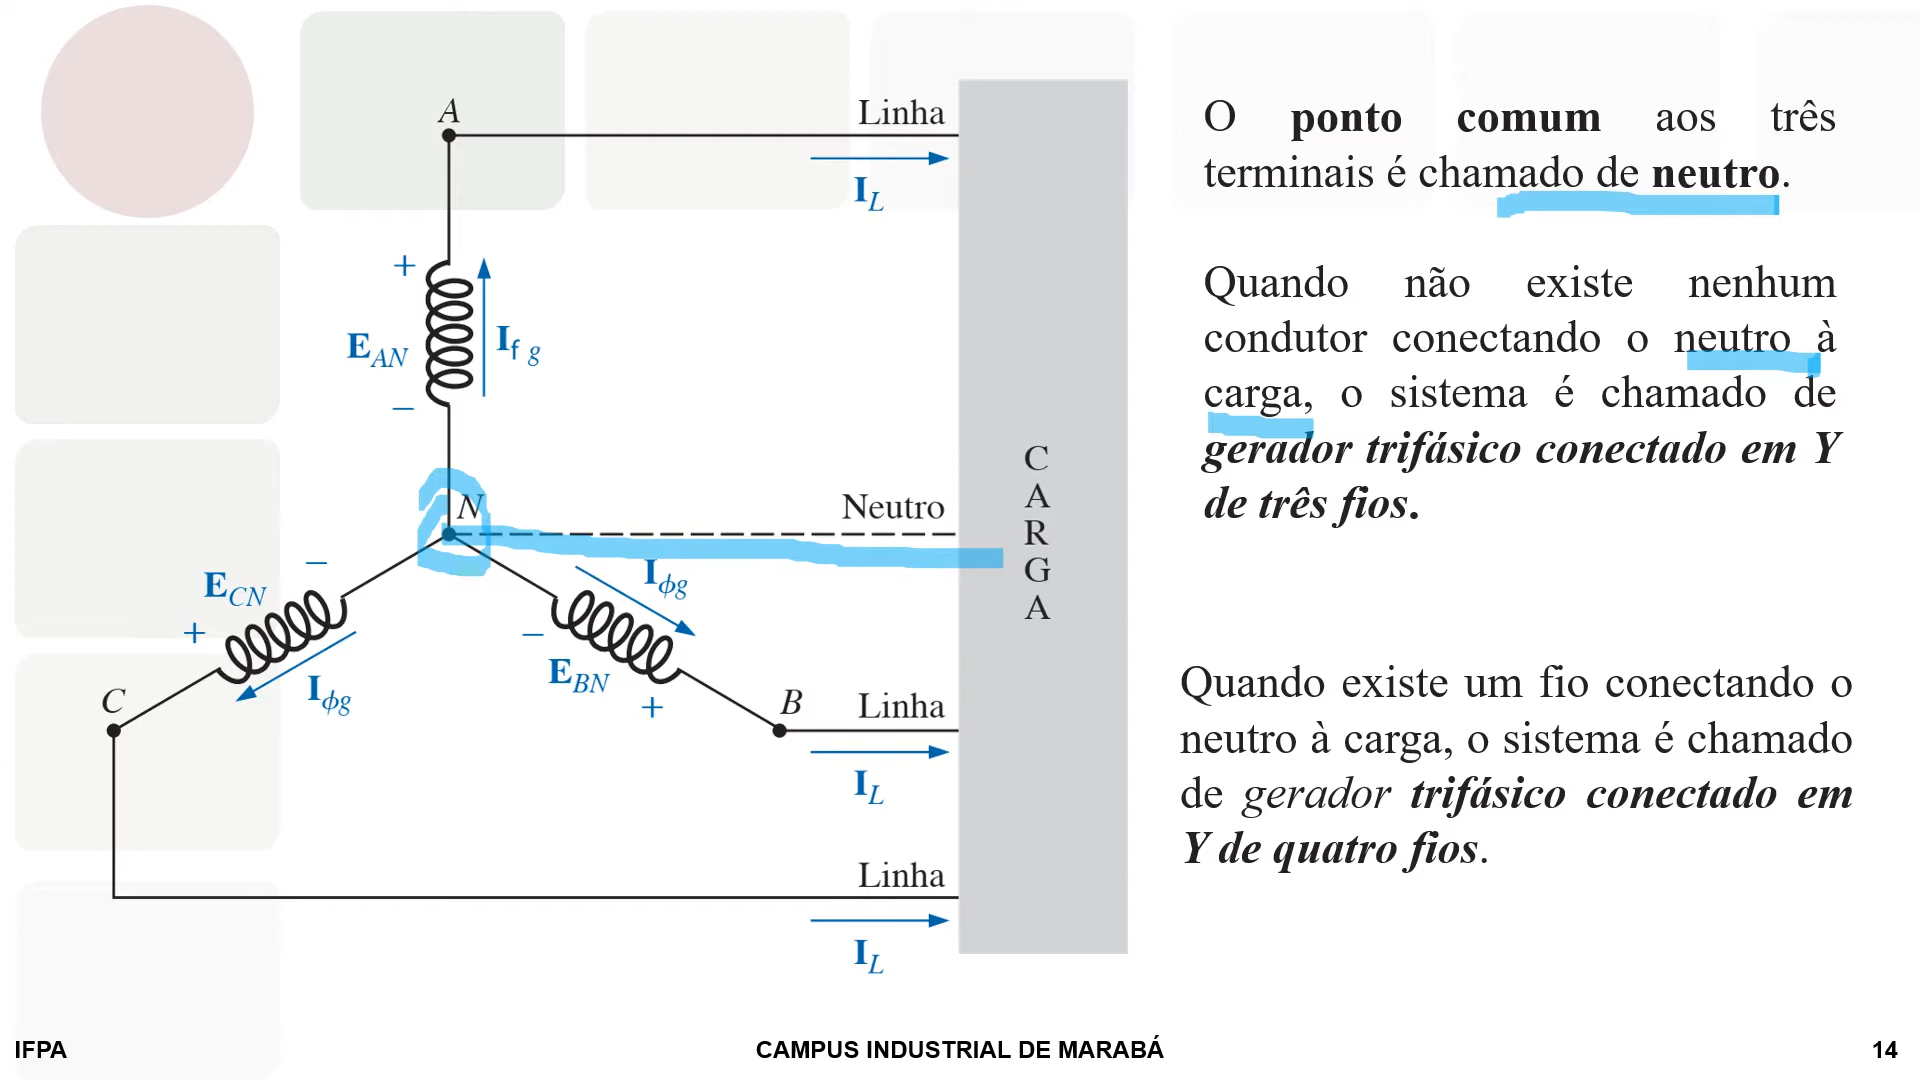 A
Linha
I_L
+
E_AN
I_f g
−
N
Neutro
−
E_CN
+
I_ϕg
I_ϕg
−
E_BN
+
C
B
Linha
I_L
Linha
I_L
C
A
R
G
A
O ponto comum aos três
terminais é chamado de neutro.
Quando não existe nenhum
condutor conectando o neutro à
carga, o sistema é chamado de
gerador trifásico conectado em Y
de três fios.
Quando existe um fio conectando o
neutro à carga, o sistema é chamado
de gerador trifásico conectado em
Y de quatro fios.
IFPA
CAMPUS INDUSTRIAL DE MARABÁ
14